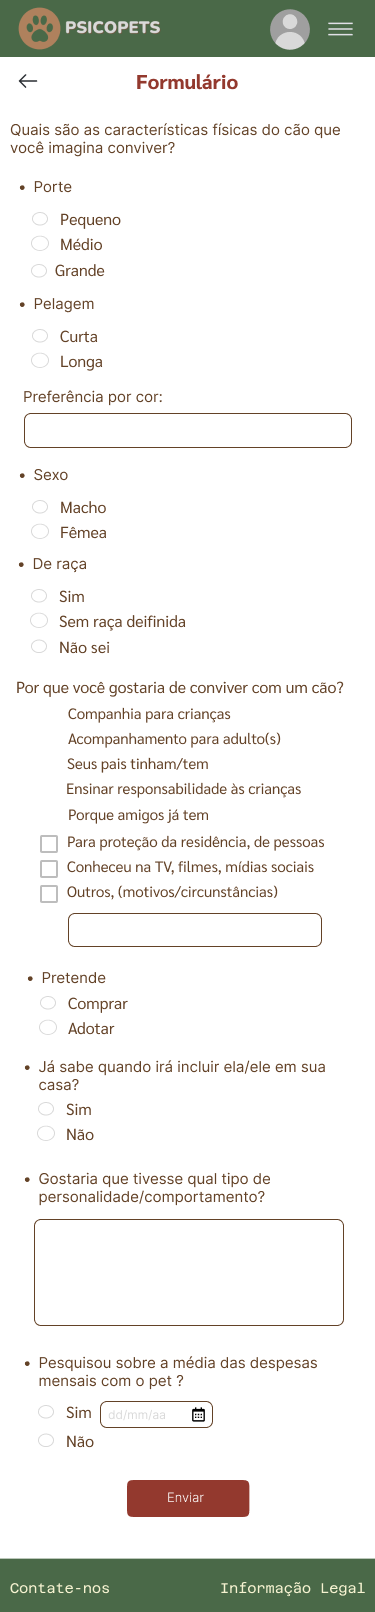 PSICOPETS
Formulário
Quais são as características físicas do cão que
você imagina conviver?
• Porte
Pequeno
Médio
Grande
• Pelagem
Curta
Longa
Preferência por cor:
• Sexo
Macho
Fêmea
• De raça
Sim
Sem raça deifinida
Não sei
Por que você gostaria de conviver com um cão?
Companhia para crianças
Acompanhamento para adulto(s)
Seus pais tinham/tem
Ensinar responsabilidade às crianças
Porque amigos já tem
Para proteção da residência, de pessoas
Conheceu na TV, filmes, mídias sociais
Outros, (motivos/circunstâncias)
• Pretende
Comprar
Adotar
• Já sabe quando irá incluir ela/ele em sua
casa?
Sim
Não
• Gostaria que tivesse qual tipo de
personalidade/comportamento?
• Pesquisou sobre a média das despesas
mensais com o pet ?
Sim dd/mm/aa
Não
Enviar
Contate-nos Informação Legal